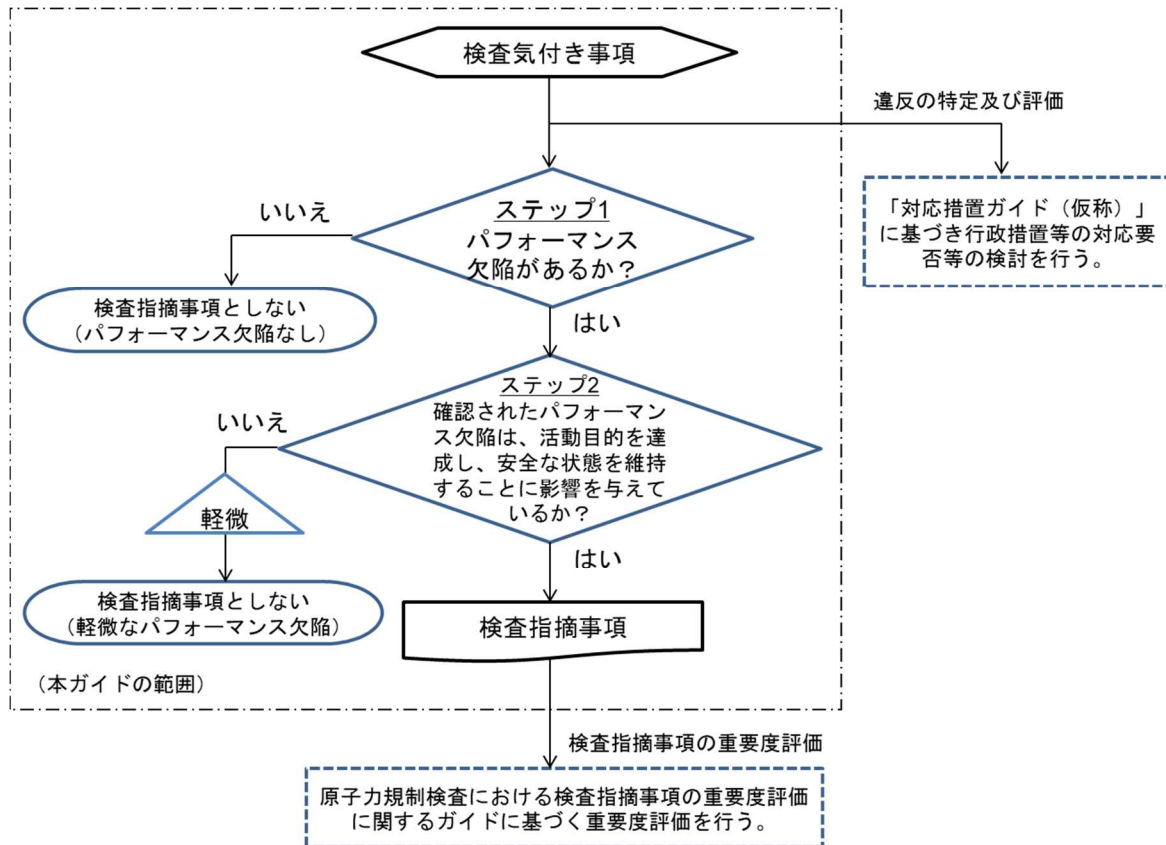 検査気付き事項
違反の特定及び評価
「対応措置ガイド（仮称）」
に基づき行政措置等の対応要
否等の検討を行う。
ステップ1
パフォーマンス
欠陥があるか？
いいえ
検査指摘事項としない
（パフォーマンス欠陥なし）
はい
ステップ2
確認されたパフォーマン
ス欠陥は、活動目的を達
成し、安全な状態を維持
することに影響を与えて
いるか？
いいえ
軽微
検査指摘事項としない
（軽微なパフォーマンス欠陥）
はい
検査指摘事項
（本ガイドの範囲）
検査指摘事項の重要度評価
原子力規制検査における検査指摘事項の重要度評価
に関するガイドに基づく重要度評価を行う。